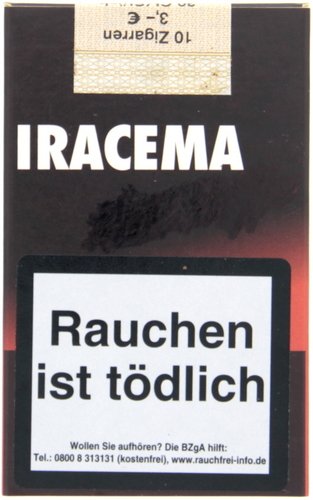 10 Zigarren
3,– €
IRACEMA
Rauchen
ist tödlich
Wollen Sie aufhören? Die BZgA hilft:
Tel.: 0800 8 313131 (kostenfrei), www.rauchfrei-info.de